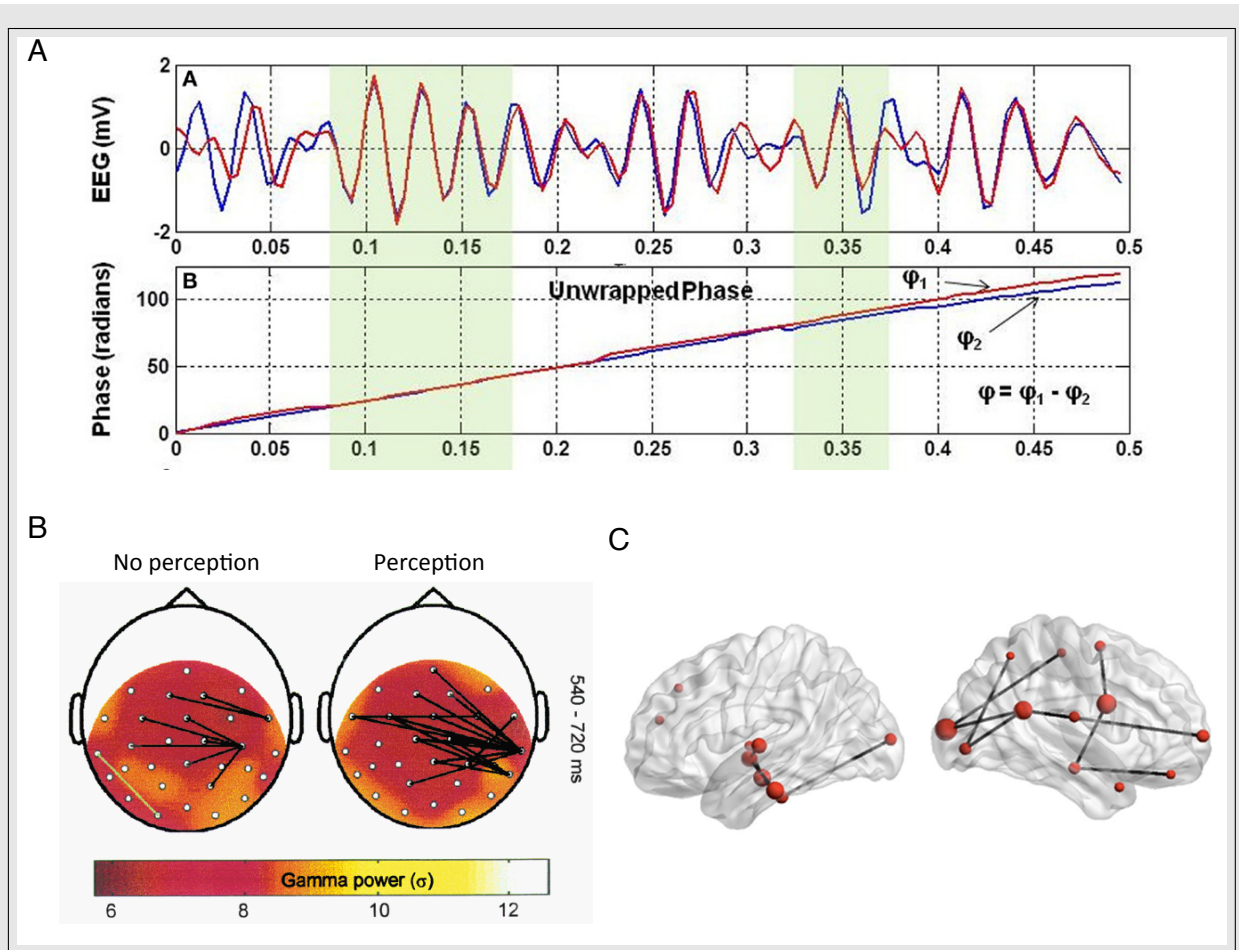 A
A
EEG (mV)
2
0
-2
0 0.05 0.1 0.15 0.2 0.25 0.3 0.35 0.4 0.45 0.5
B
Phase (radians)
Unwrapped Phase
φ1
φ2
φ = φ1 - φ2
100
50
0
0 0.05 0.1 0.15 0.2 0.25 0.3 0.35 0.4 0.45 0.5
B
No perception Perception
540 - 720 ms
Gamma power (σ)
6 8 10 12
C